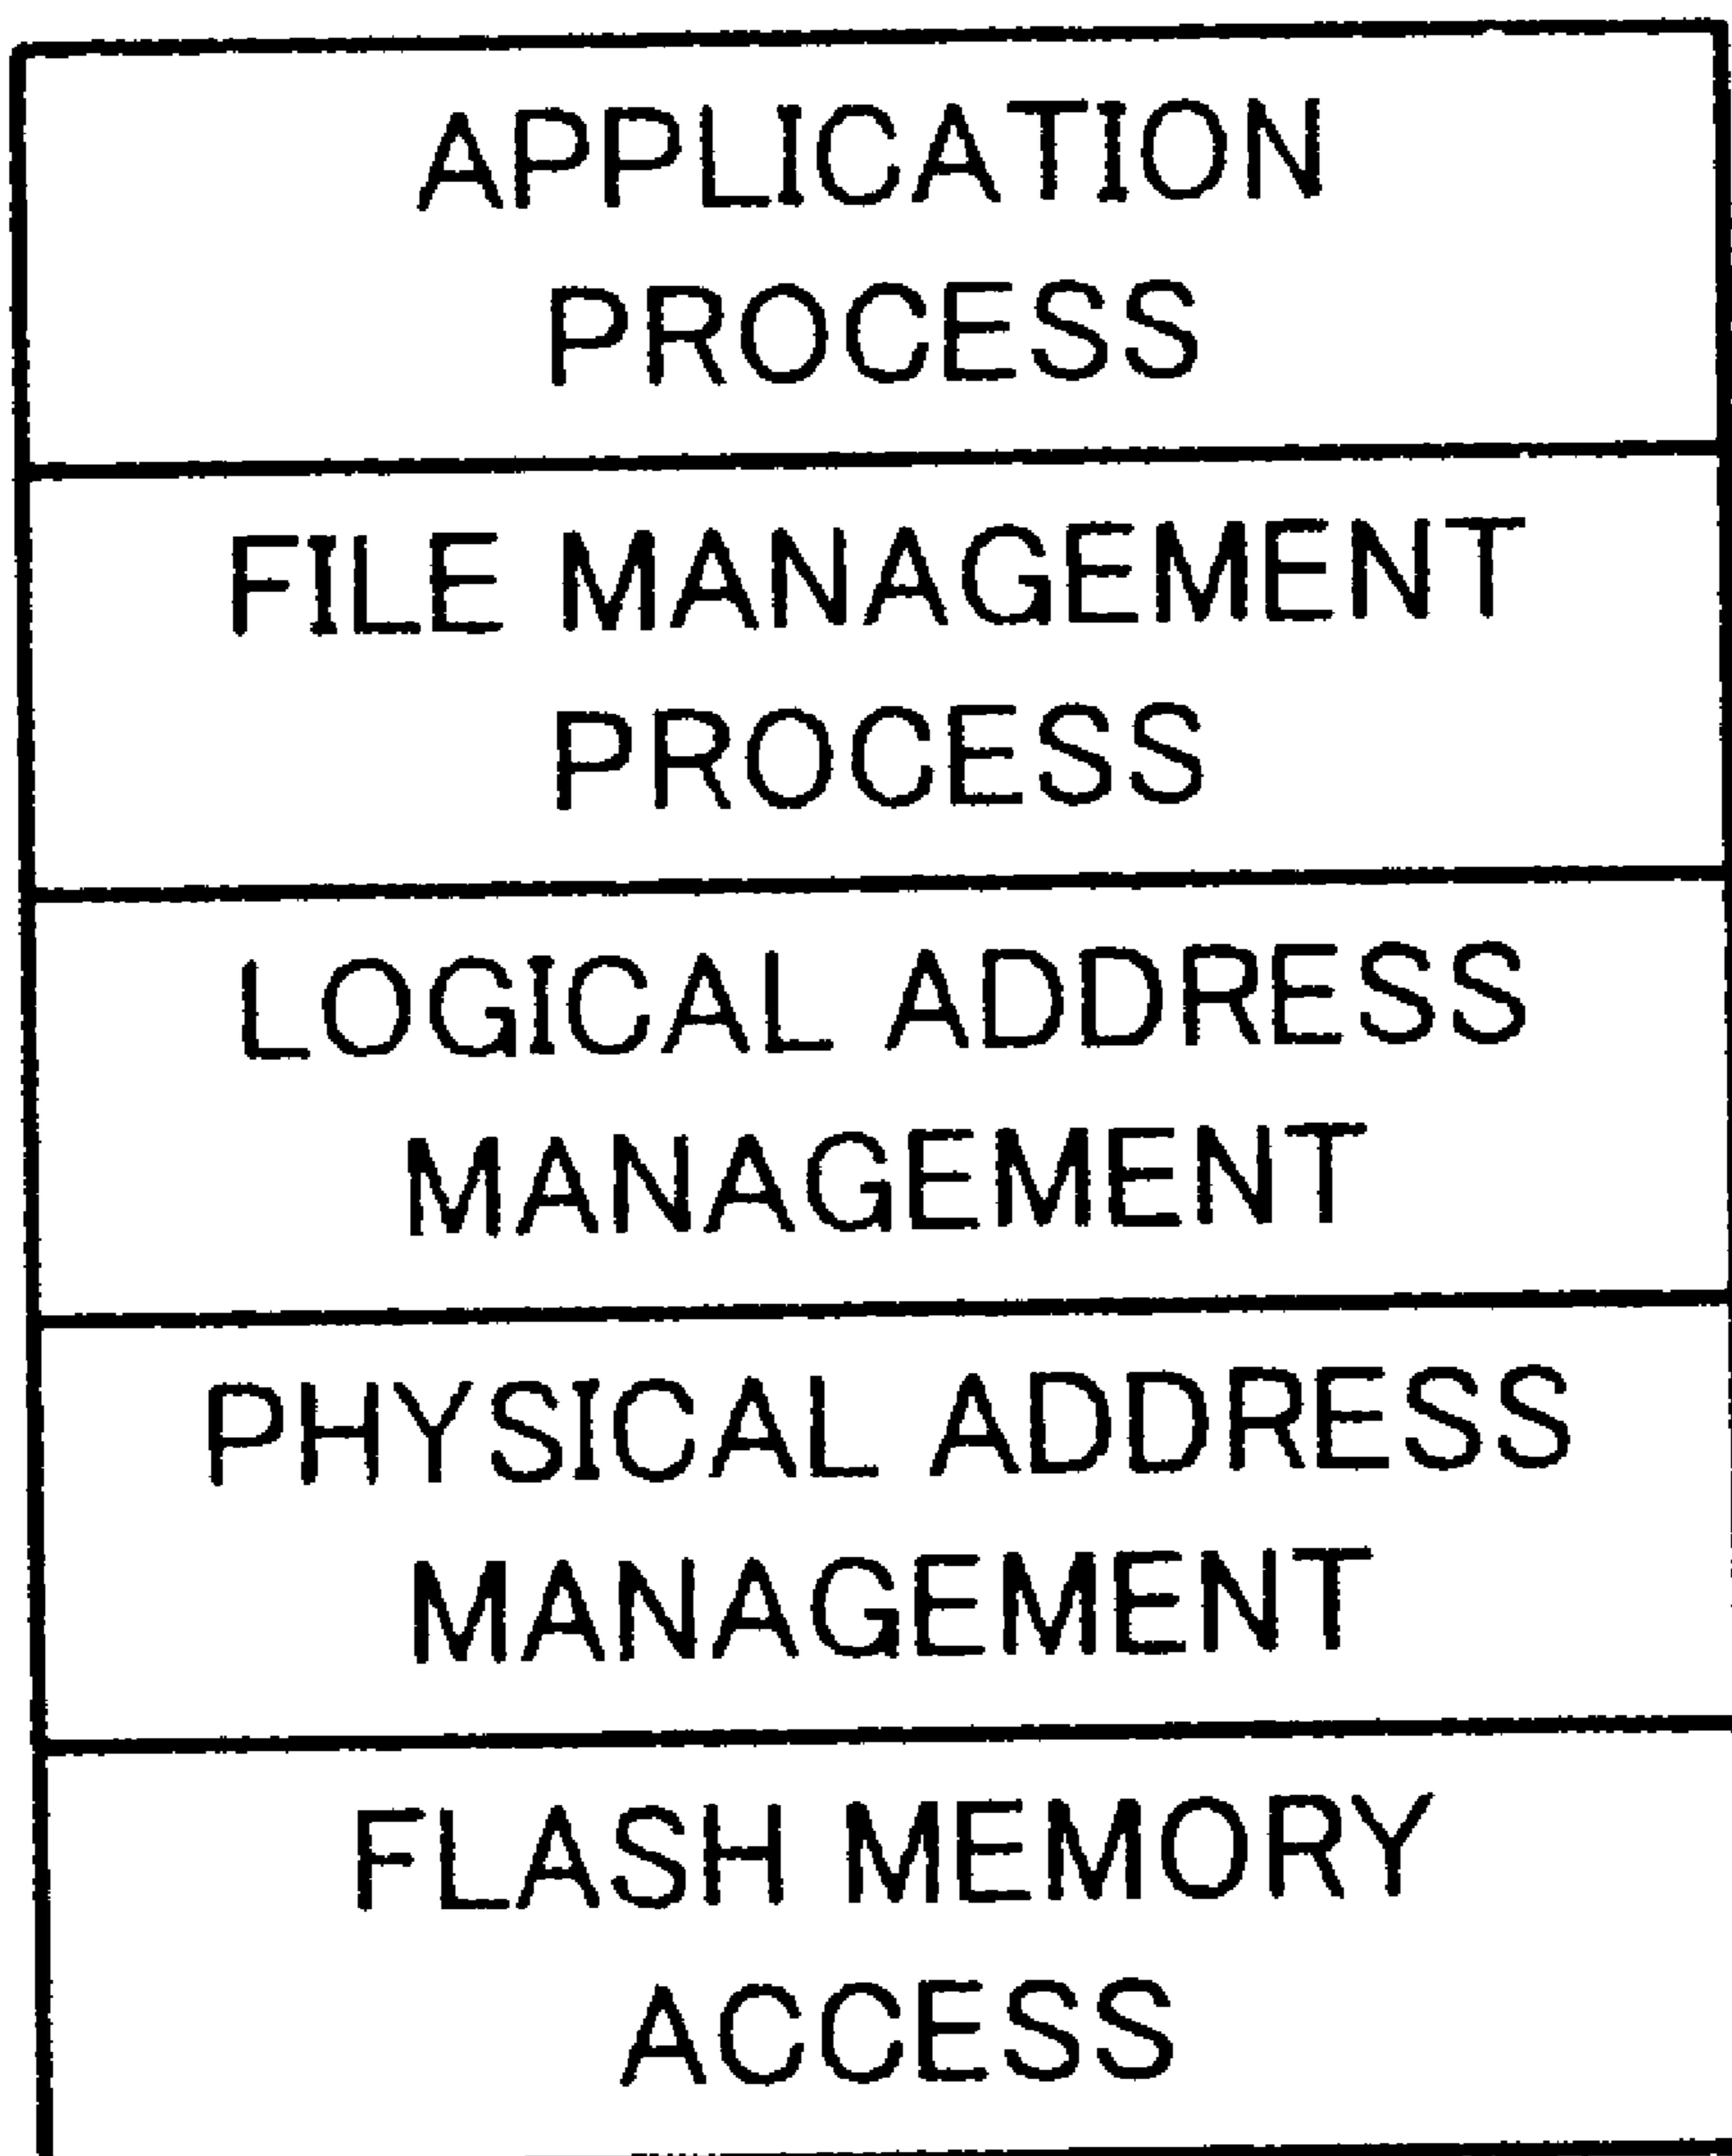 APPLICATION
PROCESS
FILE MANAGEMENT
PROCESS
LOGICAL ADDRESS
MANAGEMENT
PHYSICAL ADDRESS
MANAGEMENT
FLASH MEMORY
ACCESS